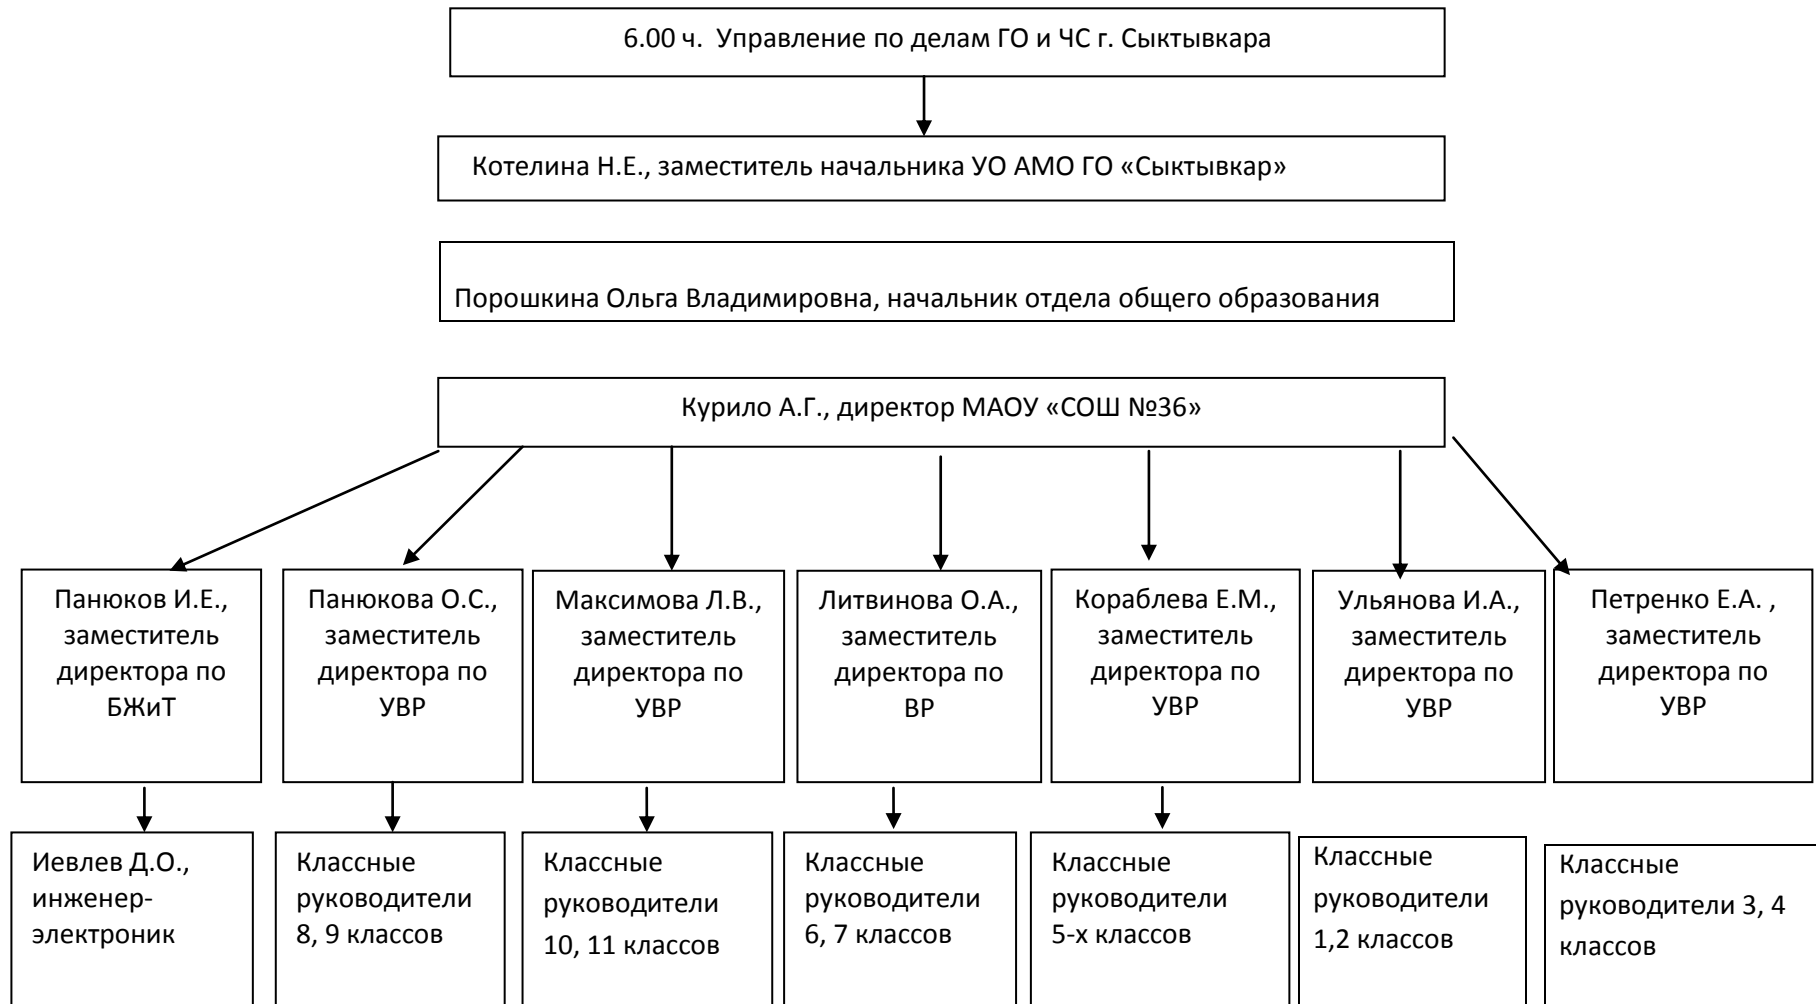 6.00 ч.  Управление по делам ГО и ЧС г. Сыктывкара
Котелина Н.Е., заместитель начальника УО АМО ГО «Сыктывкар»
Порошкина Ольга Владимировна, начальник отдела общего образования
Курило А.Г., директор МАОУ «СОШ №36»
Панюков И.Е.,
заместитель
директора по
БЖиТ
Панюкова О.С.,
заместитель
директора по
УВР
Максимова Л.В.,
заместитель
директора по
УВР
Литвинова О.А.,
заместитель
директора по
ВР
Кораблева Е.М.,
заместитель
директора по
УВР
Ульянова И.А.,
заместитель
директора по
УВР
Петренко Е.А. ,
заместитель
директора по
УВР
Иевлев Д.О.,
инженер-
электроник
Классные
руководители
8, 9 классов
Классные
руководители
10, 11 классов
Классные
руководители
6, 7 классов
Классные
руководители
5-х классов
Классные
руководители
1,2 классов
Классные
руководители 3, 4
классов